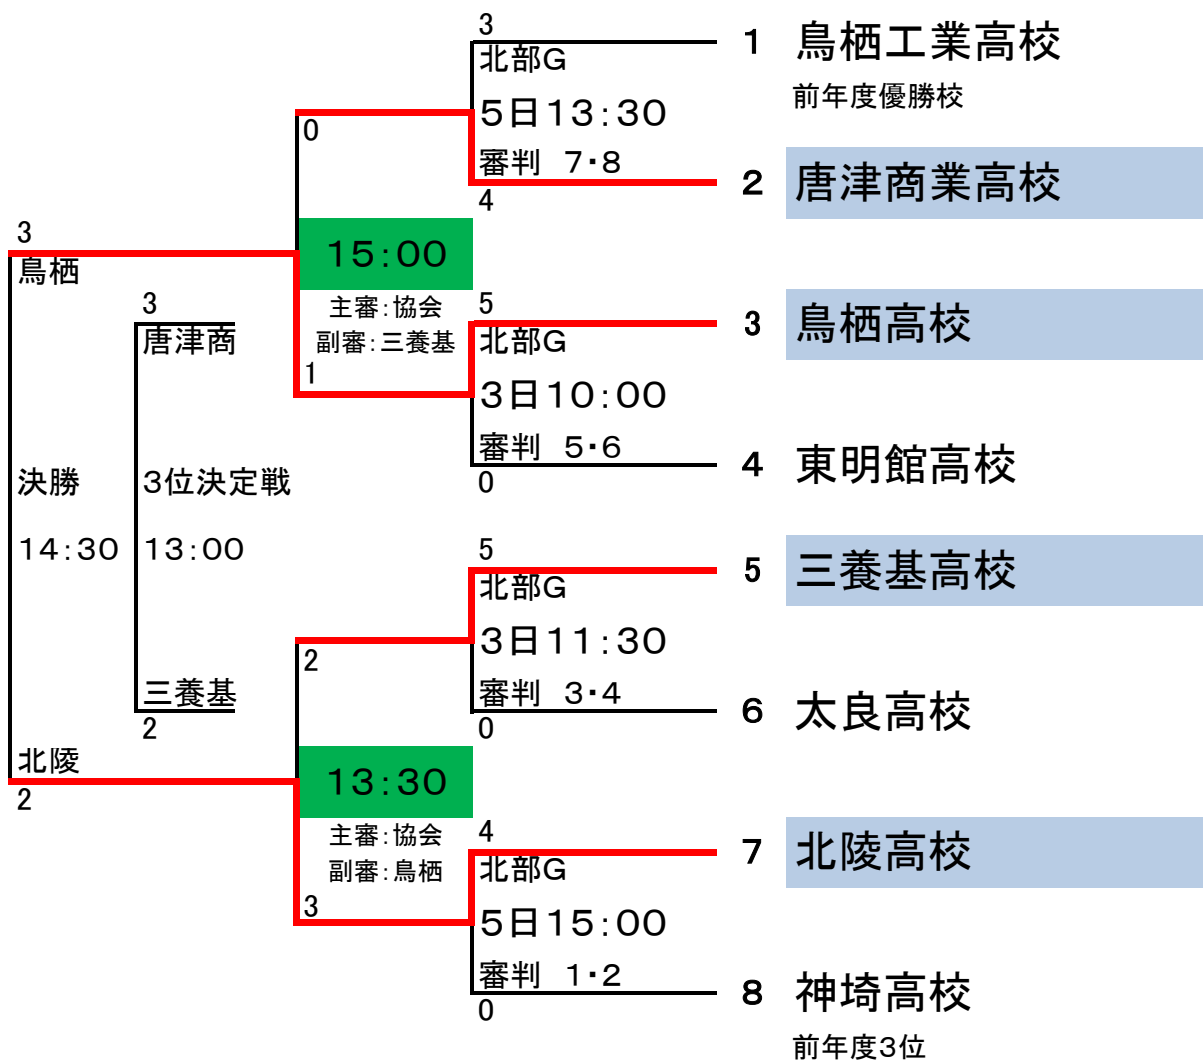 3
1 鳥栖工業高校
北部G
前年度優勝校
5日13:30
0
審判 7・8
2 唐津商業高校
4
3
15:00
鳥栖
3
主審:協会
5
3 鳥栖高校
唐津商
副審:三養基
北部G
1
3日10:00
審判 5・6
4 東明館高校
決勝
3位決定戦
0
14:30
13:00
5
5 三養基高校
北部G
3日11:30
2
三養基
審判 3・4
6 太良高校
2
0
北陵
13:30
2
主審:協会
4
7 北陵高校
副審:鳥栖
北部G
3
5日15:00
審判 1・2
8 神埼高校
0
前年度3位